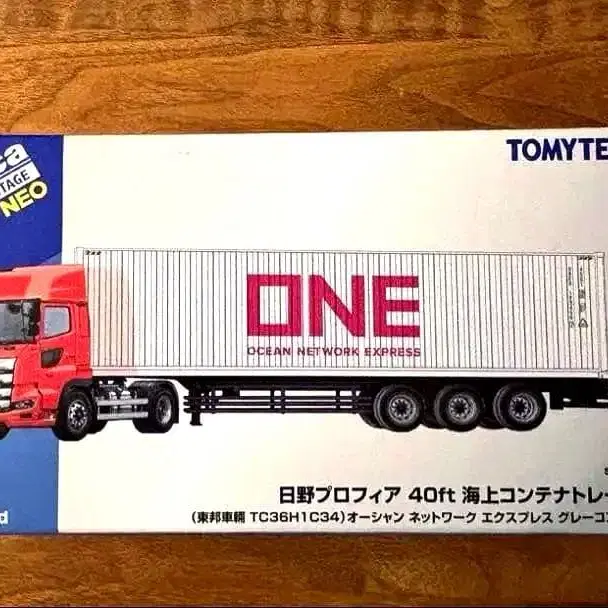 ca
TAGE
NEO
TOMYTE
ONE
OCEAN NETWORK EXPRESS
日野プロフィア 40ft 海上コンテナトレー
(東邦車輛 TC36H1C34)オーシャン ネットワーク エクスプレス グレーコン
d